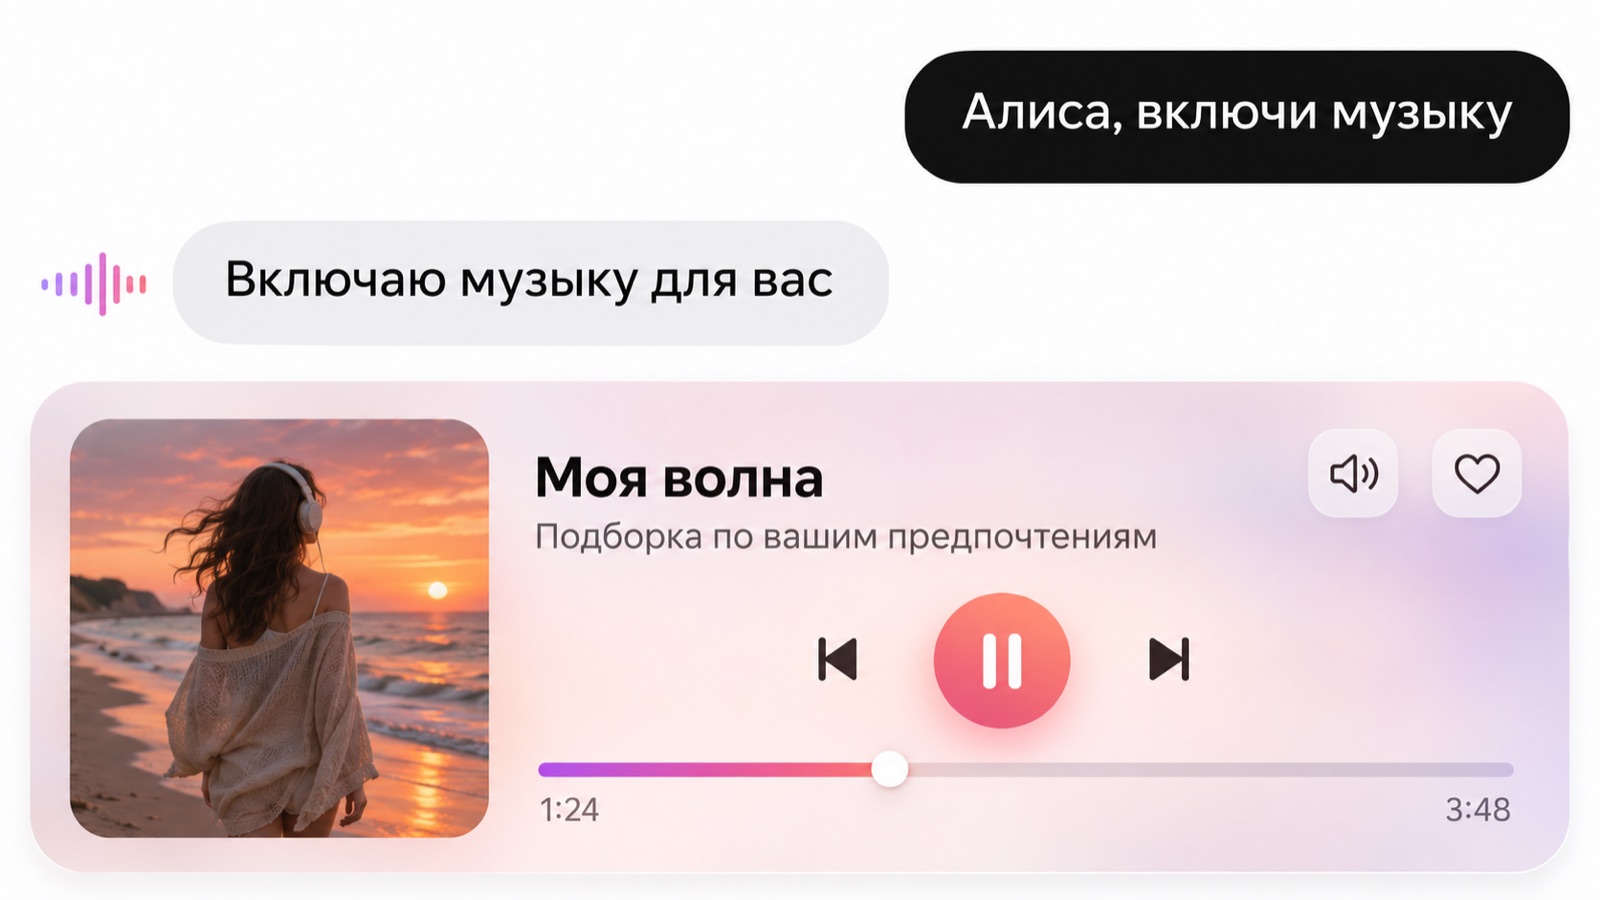 Алиса, включи музыку
Включаю музыку для вас
Моя волна
Подборка по вашим предпочтениям
1:24
3:48